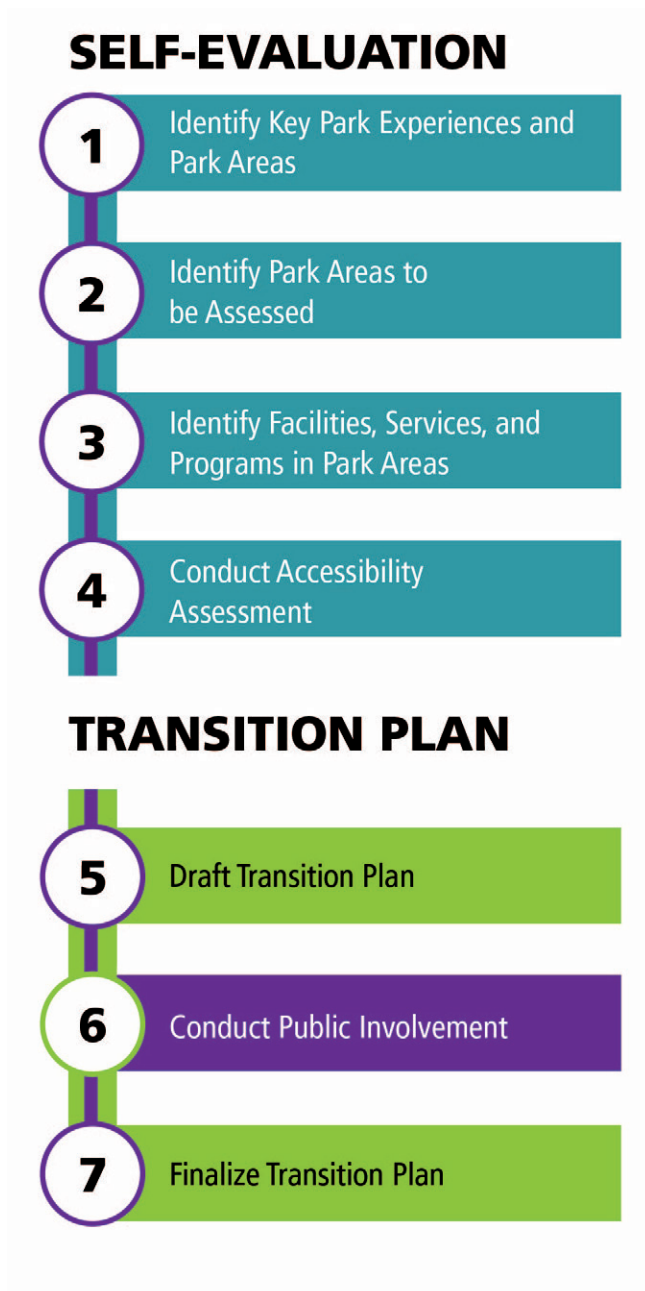 SELF-EVALUATION
1
Identify Key Park Experiences and
Park Areas
2
Identify Park Areas to
be Assessed
3
Identify Facilities, Services, and
Programs in Park Areas
4
Conduct Accessibility
Assessment
TRANSITION PLAN
5
Draft Transition Plan
6
Conduct Public Involvement
7
Finalize Transition Plan